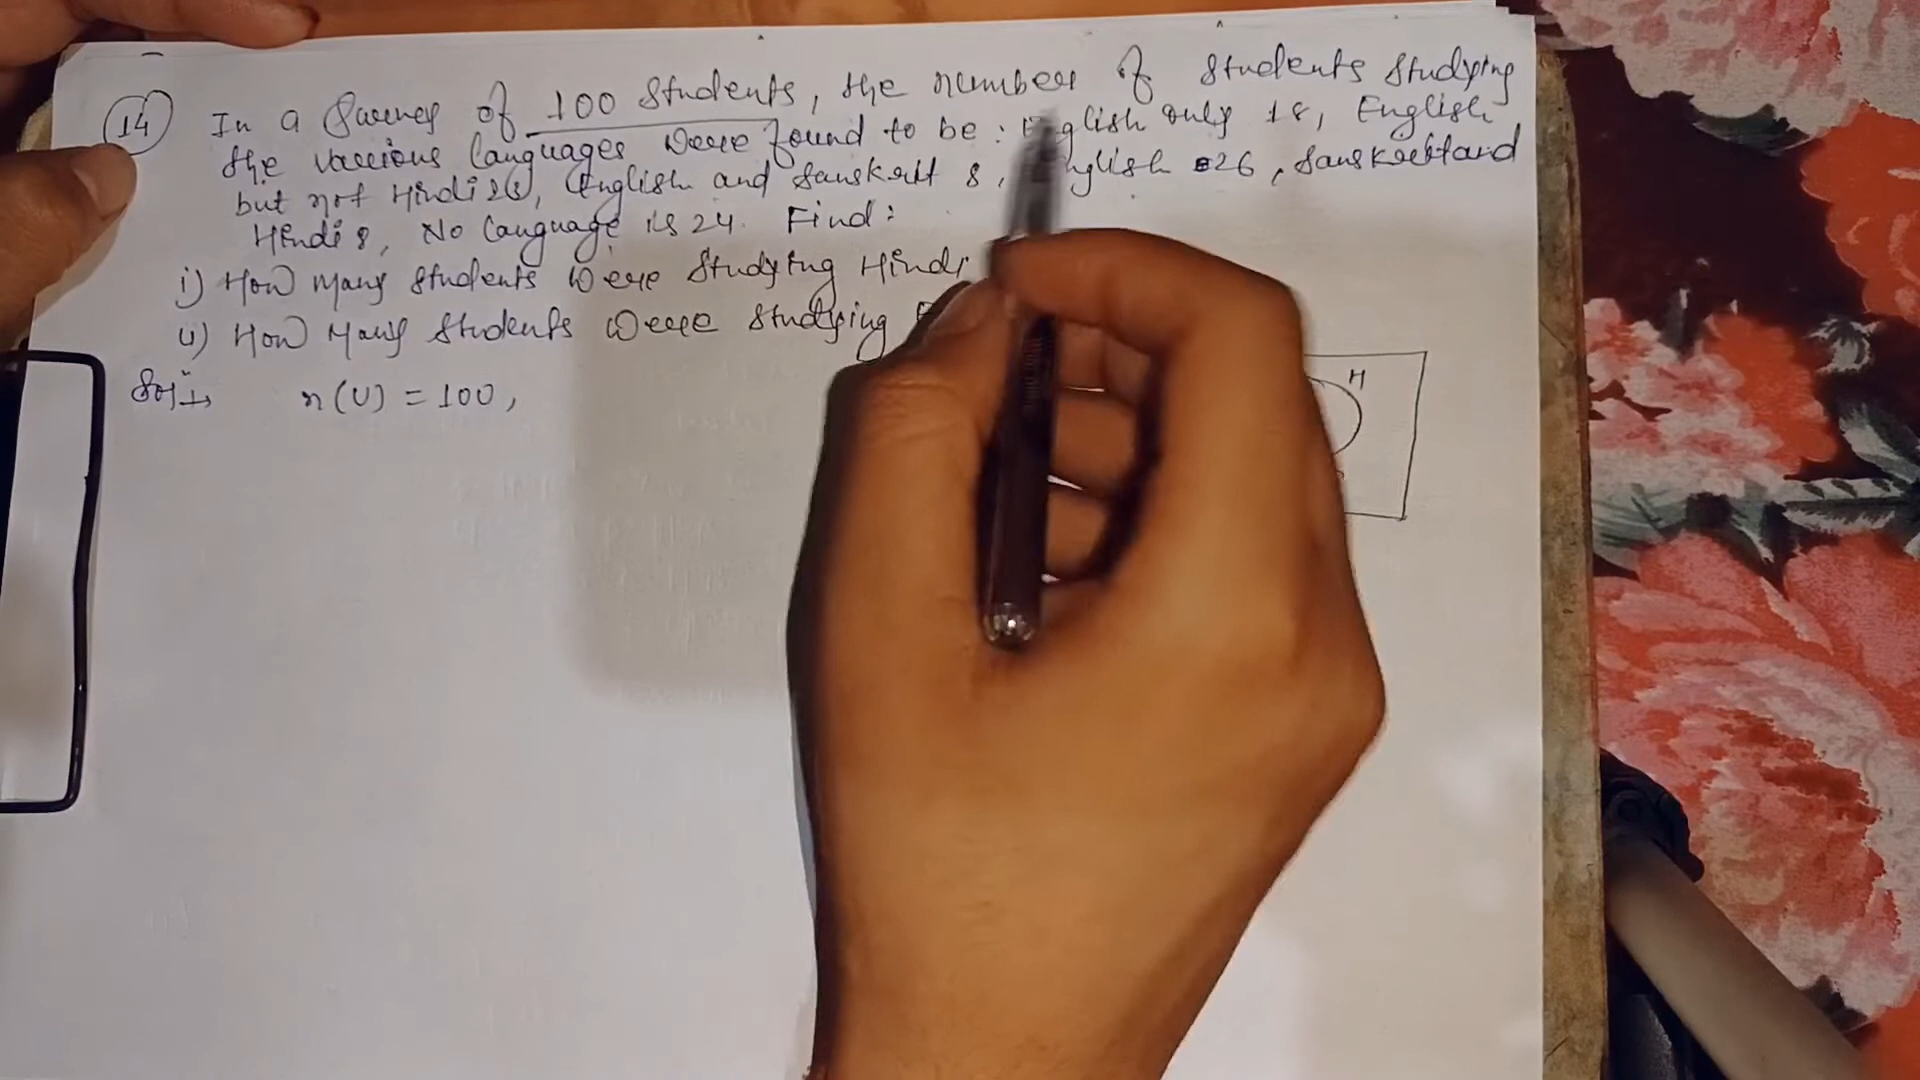 14 In a Survey of 100 Students, the number of Students Studying
the various languages were found to be: English only 18, English
but not Hindi 23, English and Sanskrit 8, English 26, Sanskrit and
Hindi 8, No language is 24. Find:
i) How Many Students were Studying Hindi
ii) How Many Students were Studying
Sol n(U) = 100,
H